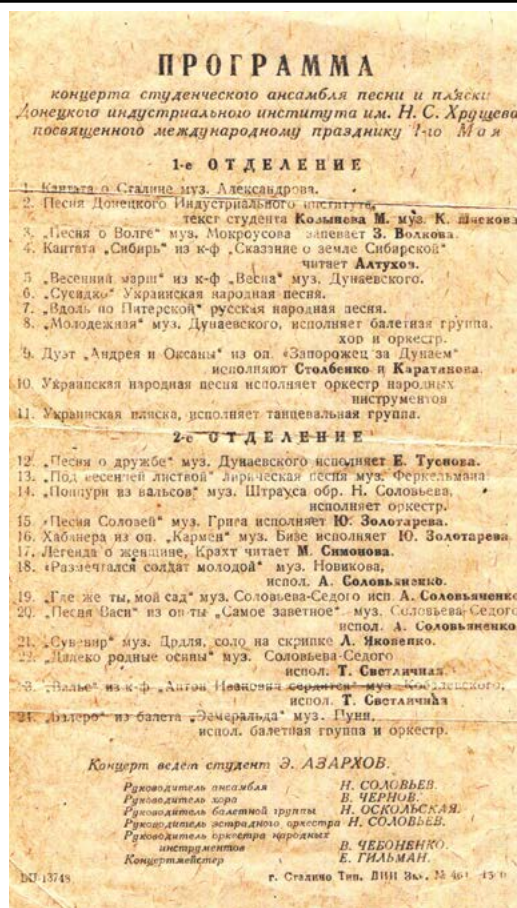 ПРОГРАММА
концерта студенческого ансамбля песни и пляски
Донецкого индустриального института им. Н. С. Хрущева
посвященного международному празднику 1-го Мая
1-е ОТДЕЛЕНИЕ
1. Кантата о Сталине муз. Александрова.
2. Песня Донецкого Индустриального института,
текст студента М. муз. К.
3. „Песня о Волге" муз. Мокроусова запевает З. Волкова.
4. Кантата „Сибирь" из к-ф „Сказание о земле Сибирской"
читает Алтухов.
5. „Весенний марш" из к-ф „Весна" муз. Дунаевского.
6. „Сусидко" Украинская народная песня.
7. „Вдоль по Питерской" русская народная песня.
8. „Молодежная" муз. Дунаевского, исполняет балетная группа,
хор и оркестр.
9. Дуэт „Андрея и Оксаны" из оп. «Запорожец за Дунаем"
исполняют Столбенко и Каратянова.
10. Украинская народная песня исполняет оркестр народных
инструментов
11. Украинская пляска, исполняет танцевальная группа.
2-е ОТДЕЛЕНИЕ
12. „Песня о дружбе" муз. Дунаевского исполняет Е. Туснова.
13. „Под весенней листвой" лирическая песня муз. Феркельмана.
14. „Поппури из вальсов" муз. Штрауса обр. Н. Соловьева,
исполняет оркестр.
15. „Песня Соловей" муз. Грига исполняет Ю. Золотарева.
16. Хабанера из оп. „Кармен" муз. Бизе исполняет Ю. Золотарева
17. Легенда о женщине, Крахт читает М. Симонова.
18. «Размечтался солдат молодой" муз. Новикова,
испол. А. Соловьяненко.
19. „Где же ты, мой сад" муз. Соловьева-Седого исп. А. Соловьяненко
20. „Песня Васи" из оп-ты „Самое заветное". муз. Соловьева-Седого
испол. А. Соловьяненко
21. „Сувенир" муз. Дрдля, соло на скрипке Л. Яковенко.
22. „Далеко родные осины" муз. Соловьева-Седого
испол. Т. Светличная
23. „Вальс" из к-ф „Антон Иванович сердится" муз. Кобалевского,
испол. Т. Светличная
24. „Балеро" из балета „Эсмеральда" муз. Пуни,
испол. балетная группа и оркестр.
Концерт ведет студент Э. АЗАРХОВ.
Руководитель ансамбля Н. СОЛОВЬЕВ.
Руководитель хора В. ЧЕРНОВ.
Руководитель балетной группы Н. ОСКОЛЬСКАЯ.
Руководитель эстрадного оркестра Н. СОЛОВЬЕВ.
Руководитель оркестра народных
инструментов В. ЧЕБОНЕНКО.
Концертмейстер Е. ГИЛЬМАН.
13748 г. Сталино Тип. ДИИ Зак. № 461